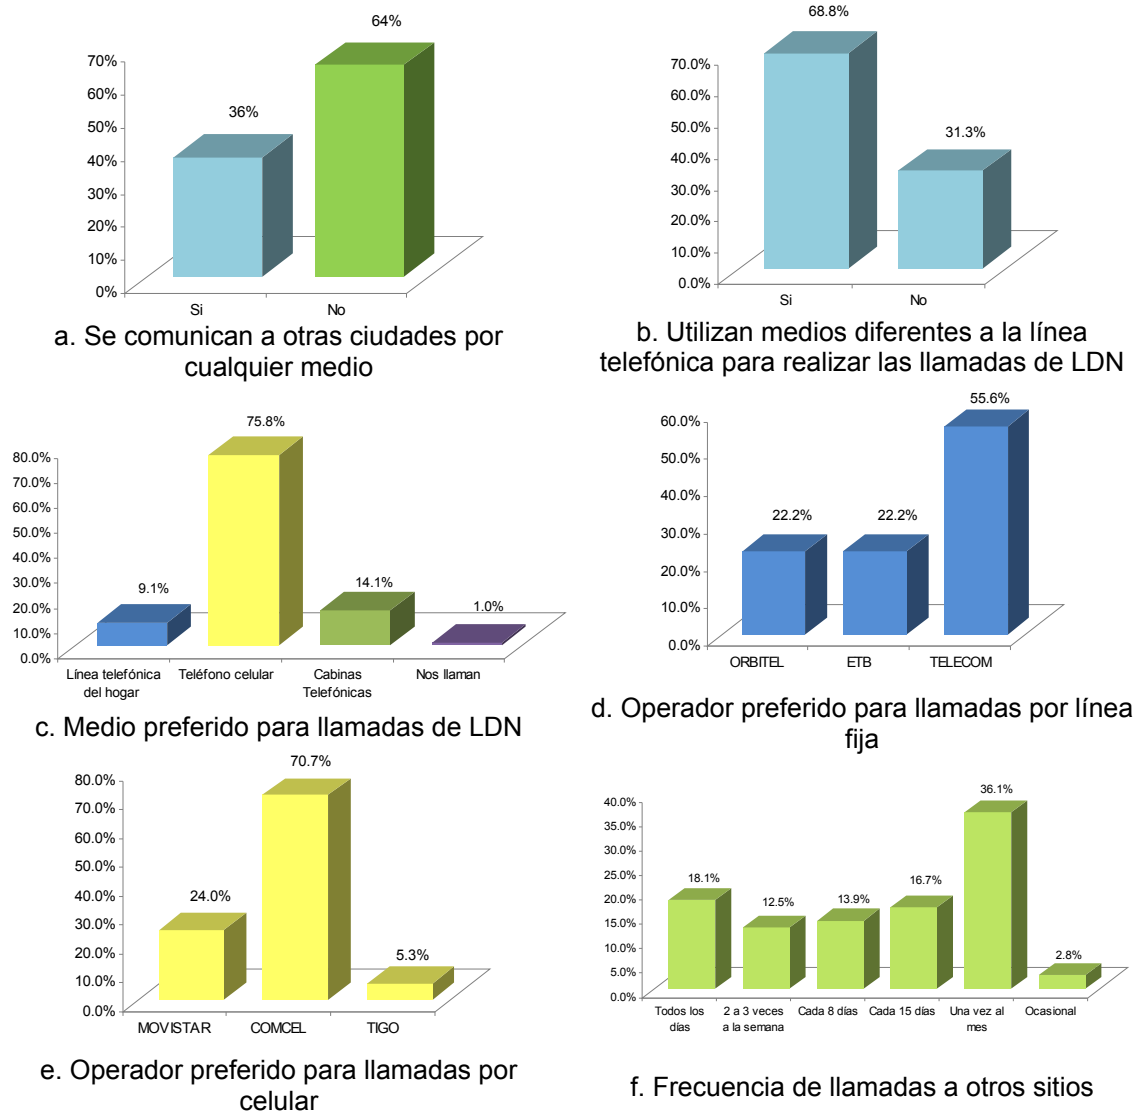 64%
36%
70%
60%
50%
40%
30%
20%
10%
0%
Si No
a. Se comunican a otras ciudades por
cualquier medio
68.8%
31.3%
70.0%
60.0%
50.0%
40.0%
30.0%
20.0%
10.0%
0.0%
Si No
b. Utilizan medios diferentes a la línea
telefónica para realizar las llamadas de LDN
75.8%
9.1%
14.1%
1.0%
80.0%
70.0%
60.0%
50.0%
40.0%
30.0%
20.0%
10.0%
0.0%
Línea telefónica
del hogar
Teléfono celular
Cabinas
Telefónicas
Nos llaman
c. Medio preferido para llamadas de LDN
55.6%
22.2%
22.2%
60.0%
50.0%
40.0%
30.0%
20.0%
10.0%
0.0%
ORBITEL ETB TELECOM
d. Operador preferido para llamadas por línea
fija
70.7%
24.0%
5.3%
80.0%
70.0%
60.0%
50.0%
40.0%
30.0%
20.0%
10.0%
0.0%
MOVISTAR COMCEL TIGO
e. Operador preferido para llamadas por
celular
36.1%
18.1%
12.5%
13.9%
16.7%
2.8%
40.0%
35.0%
30.0%
25.0%
20.0%
15.0%
10.0%
5.0%
0.0%
Todos los
días
2 a 3 veces
a la semana
Cada 8 días
Cada 15 días
Una vez al
mes
Ocasional
f. Frecuencia de llamadas a otros sitios